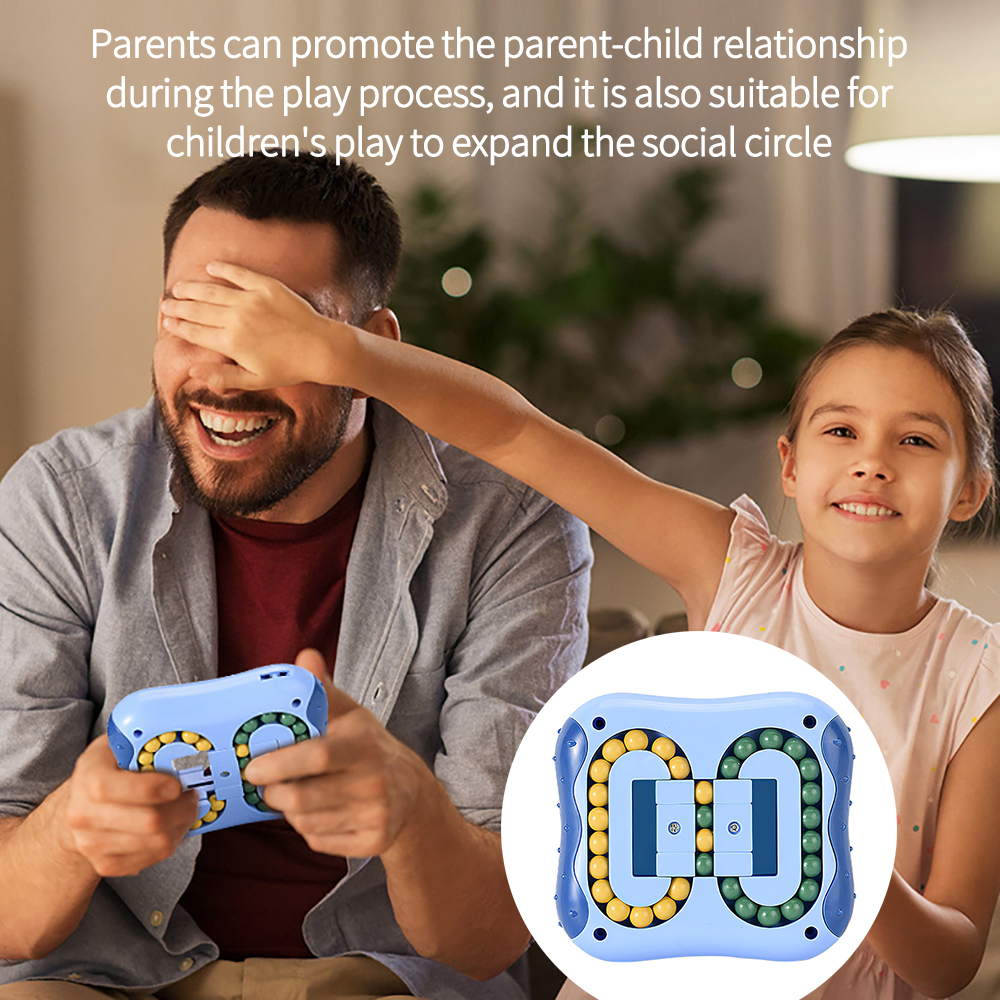 Parents can promote the parent-child relationship
during the play process, and it is also suitable for
children's play to expand the social circle